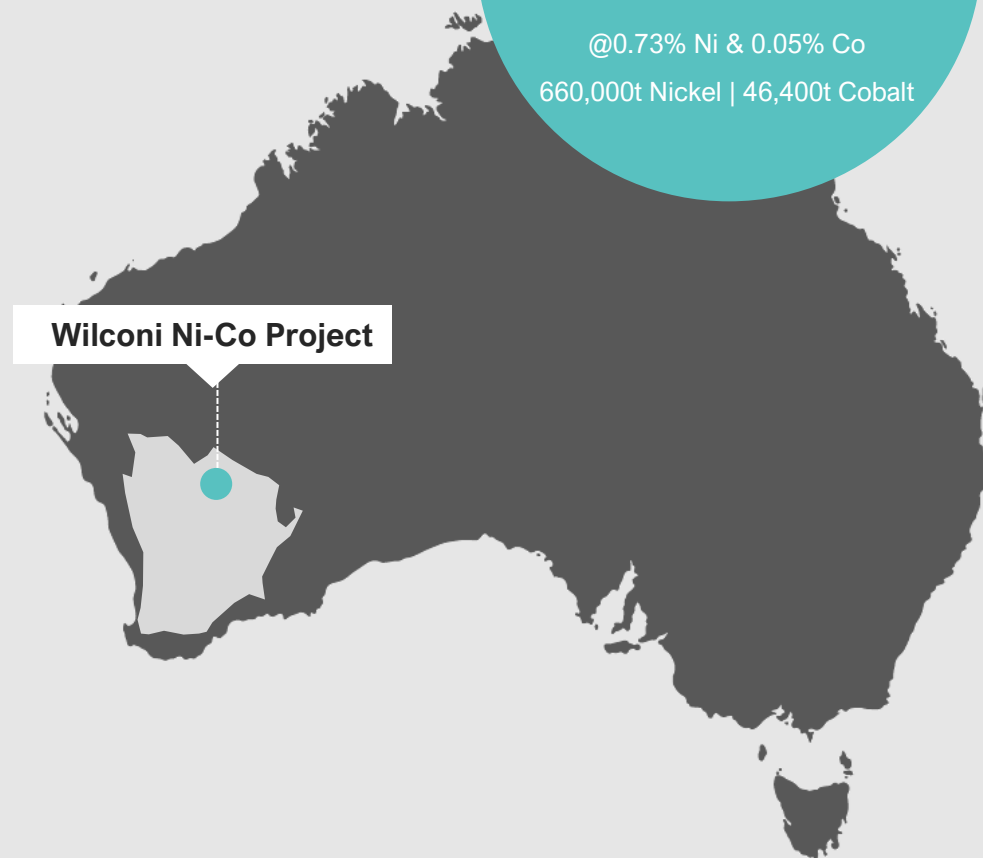 @0.73% Ni & 0.05% Co
660,000t Nickel | 46,400t Cobalt
Wilconi Ni-Co Project